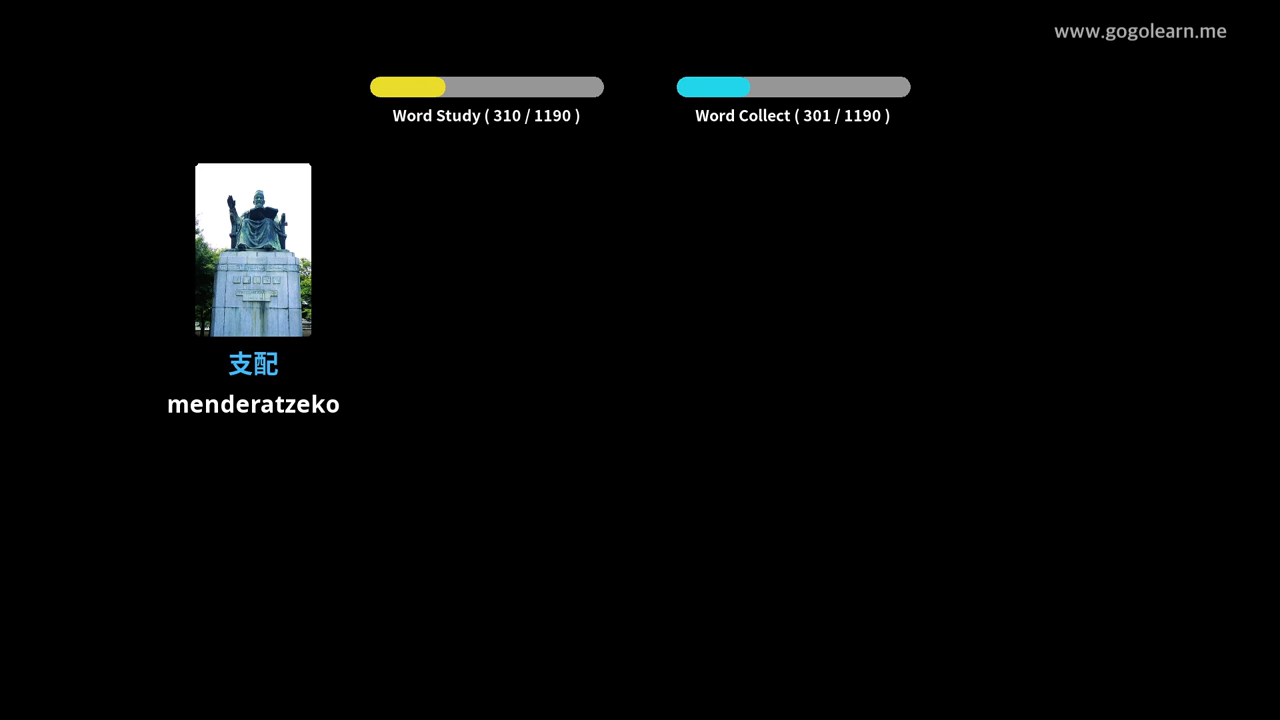 www.gogolearn.me
Word Study ( 310 / 1190 )
Word Collect ( 301 / 1190 )
支配
menderatzeko